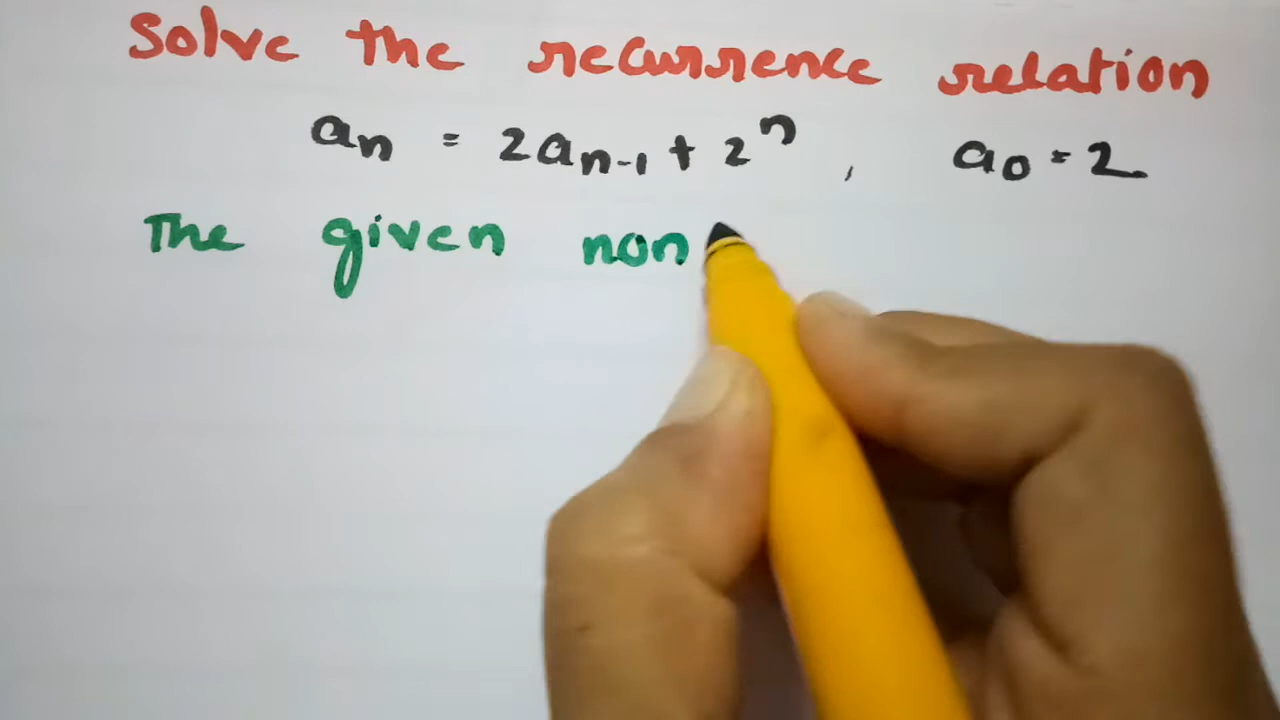 Solve the recurrence relation
aₙ = 2aₙ₋₁ + 2ⁿ , a₀ = 2
The given non